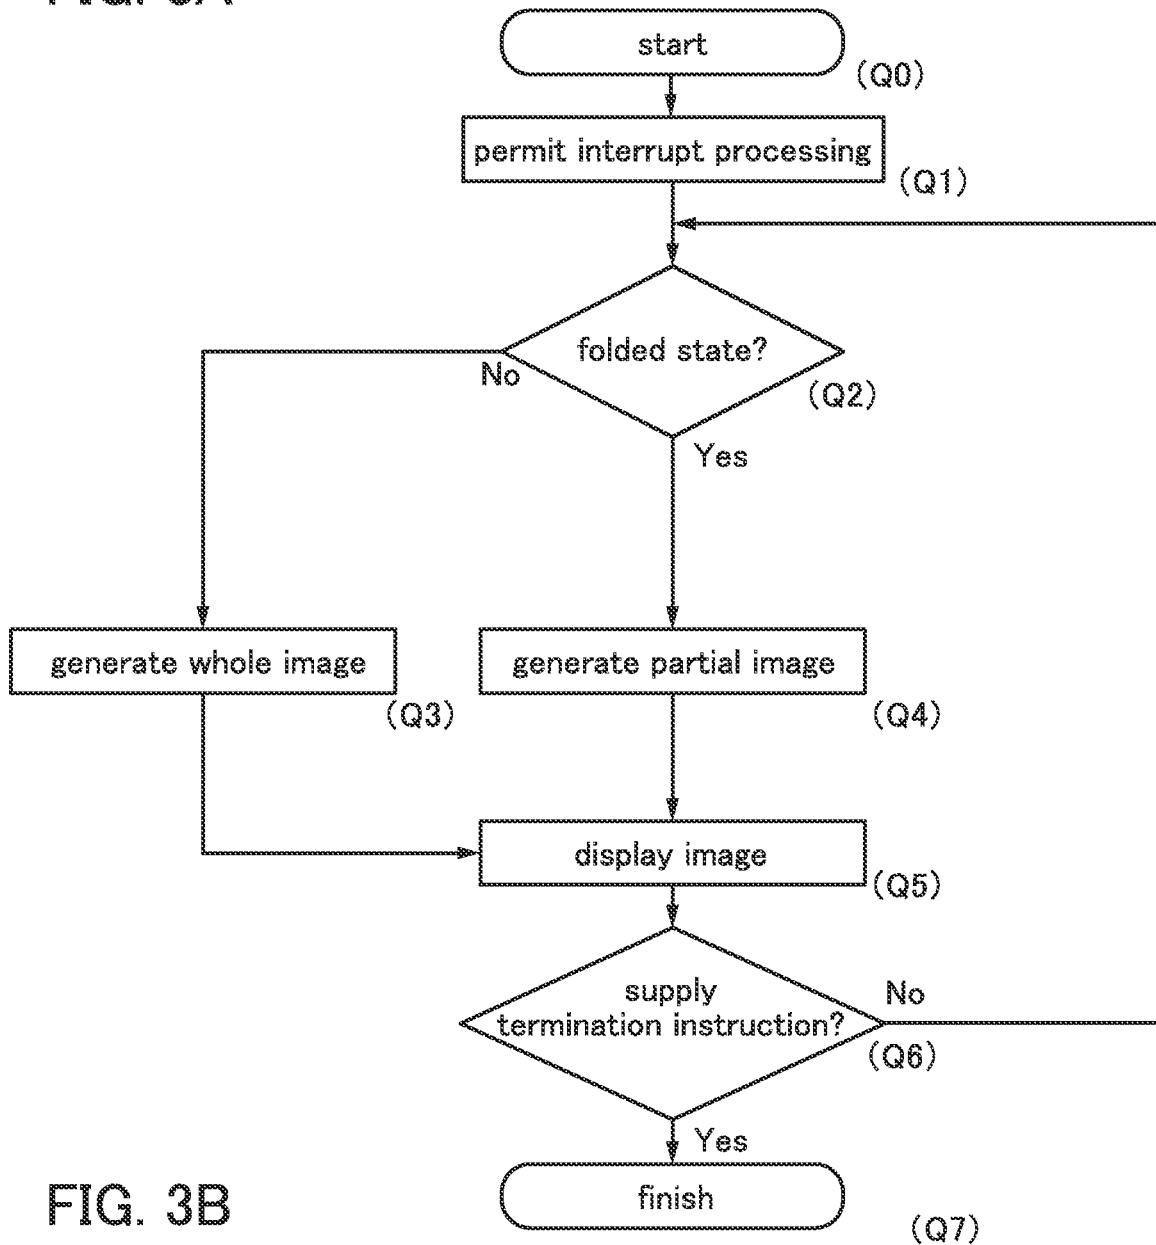 start
(Q0)
permit interrupt processing
(Q1)
folded state?
No
(Q2)
Yes
generate whole image
(Q3)
generate partial image
(Q4)
display image
(Q5)
supply
termination instruction?
No
(Q6)
Yes
finish
FIG. 3B
(Q7)